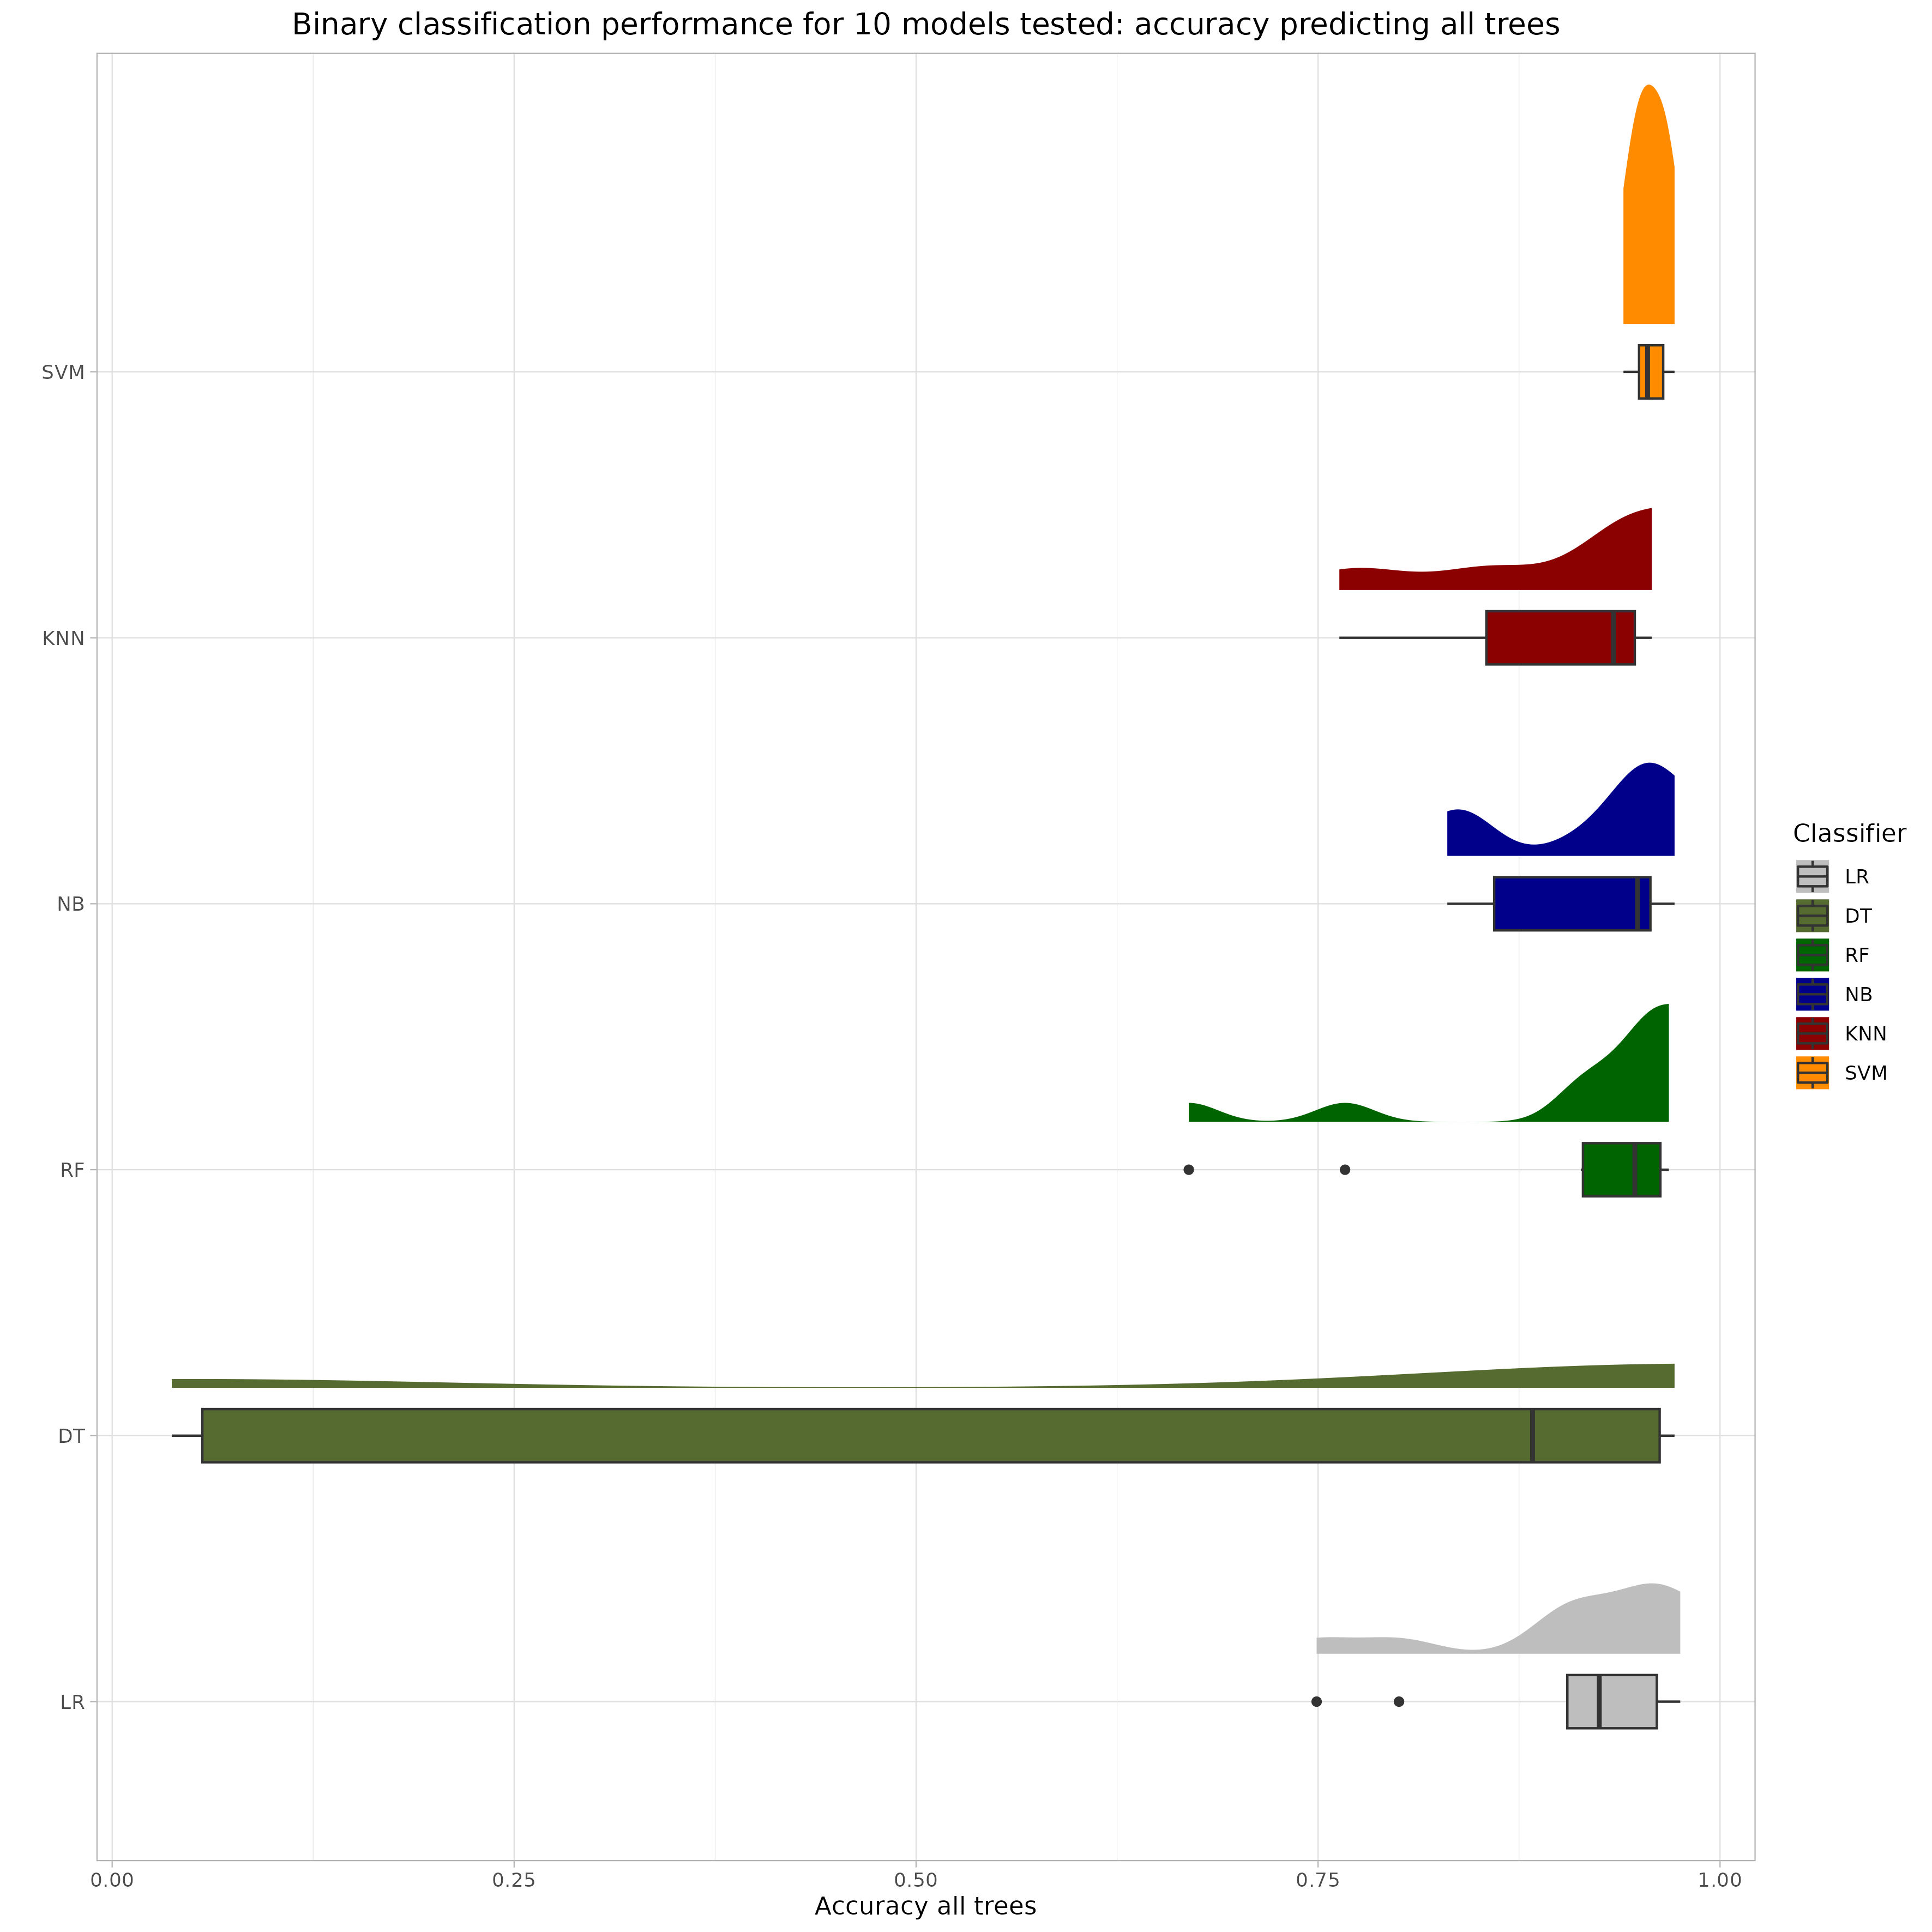 Binary classification performance for 10 models tested: accuracy predicting all trees
SVM
KNN
NB
RF
DT
LR
0.00 0.25 0.50 0.75 1.00
Accuracy all trees
Classifier
LR
DT
RF
NB
KNN
SVM